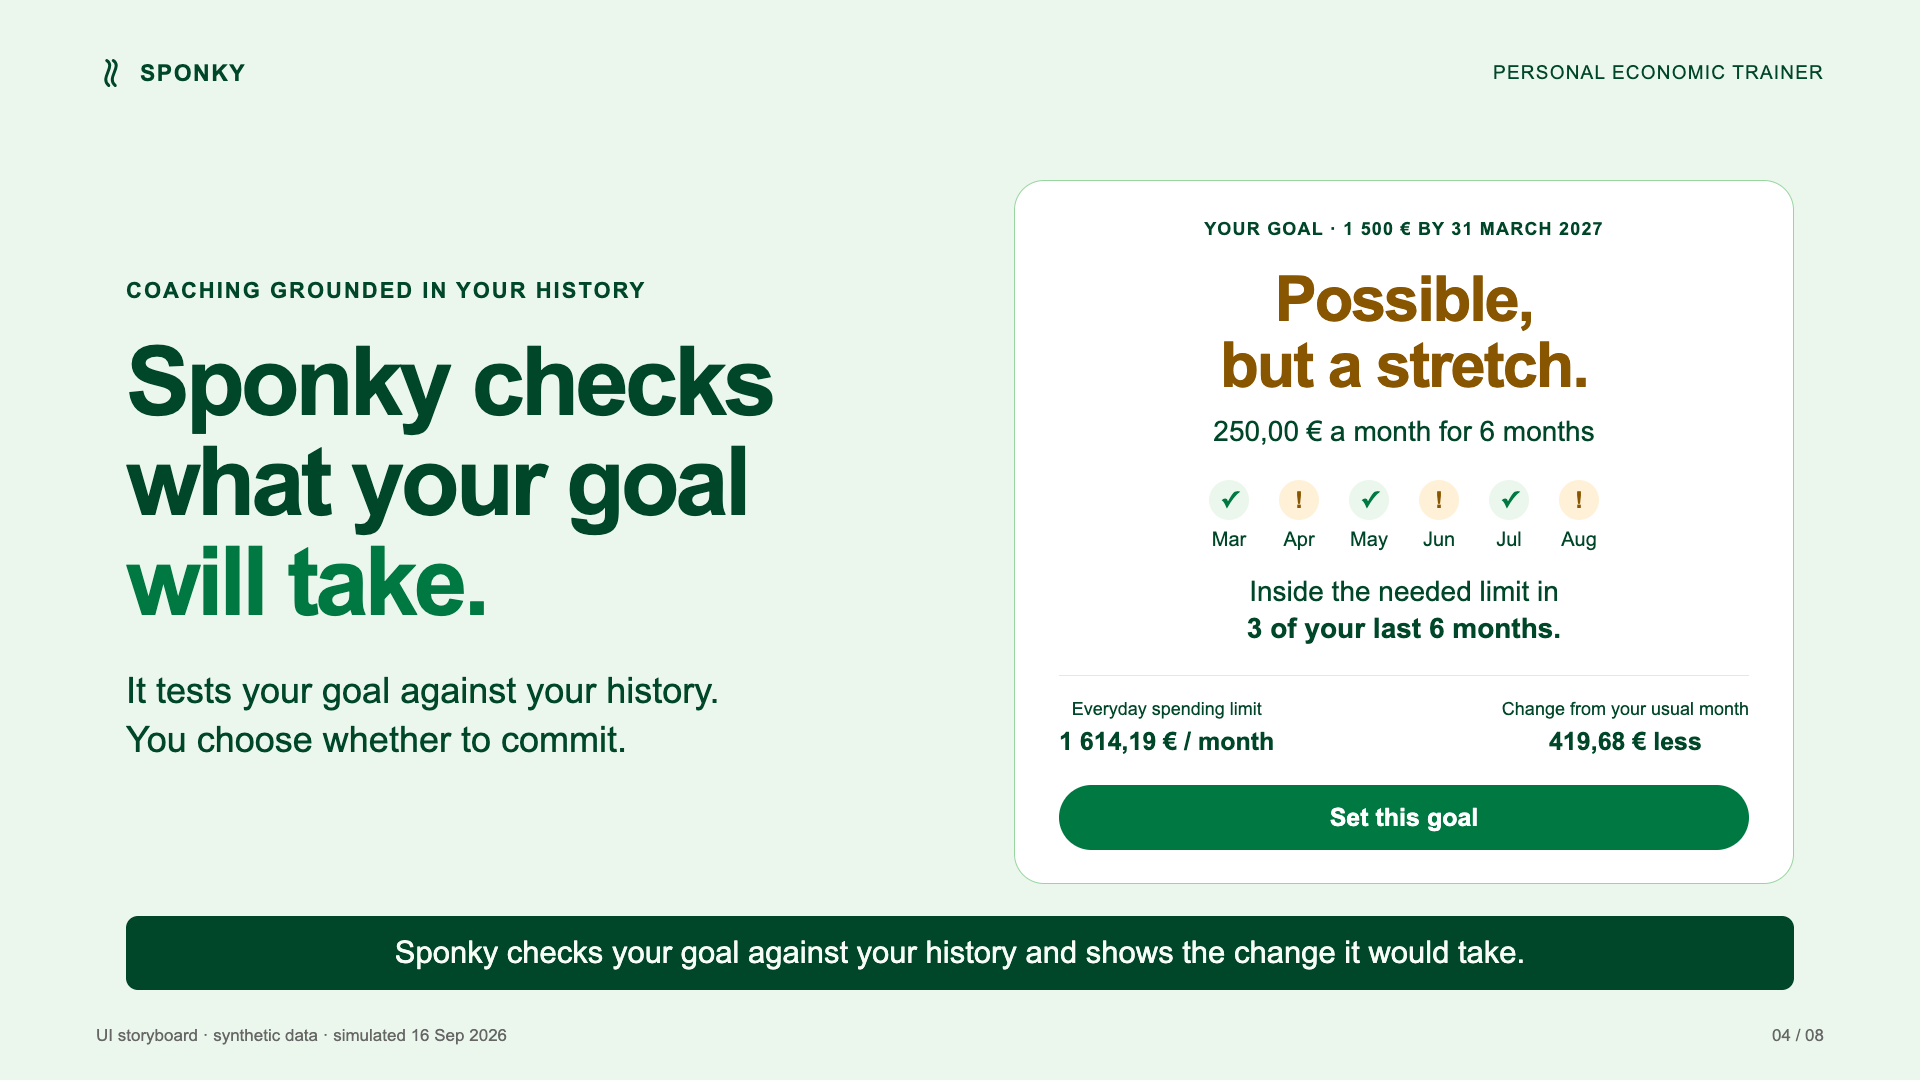 SPONKY
PERSONAL ECONOMIC TRAINER
COACHING GROUNDED IN YOUR HISTORY
Sponky checks
what your goal
will take.
It tests your goal against your history.
You choose whether to commit.
YOUR GOAL · 1 500 € BY 31 MARCH 2027
Possible,
but a stretch.
250,00 € a month for 6 months
✓ ! ✓ ! ✓ !
Mar Apr May Jun Jul Aug
Inside the needed limit in
3 of your last 6 months.
Everyday spending limit
1 614,19 € / month
Change from your usual month
419,68 € less
Set this goal
Sponky checks your goal against your history and shows the change it would take.
UI storyboard · synthetic data · simulated 16 Sep 2026
04 / 08